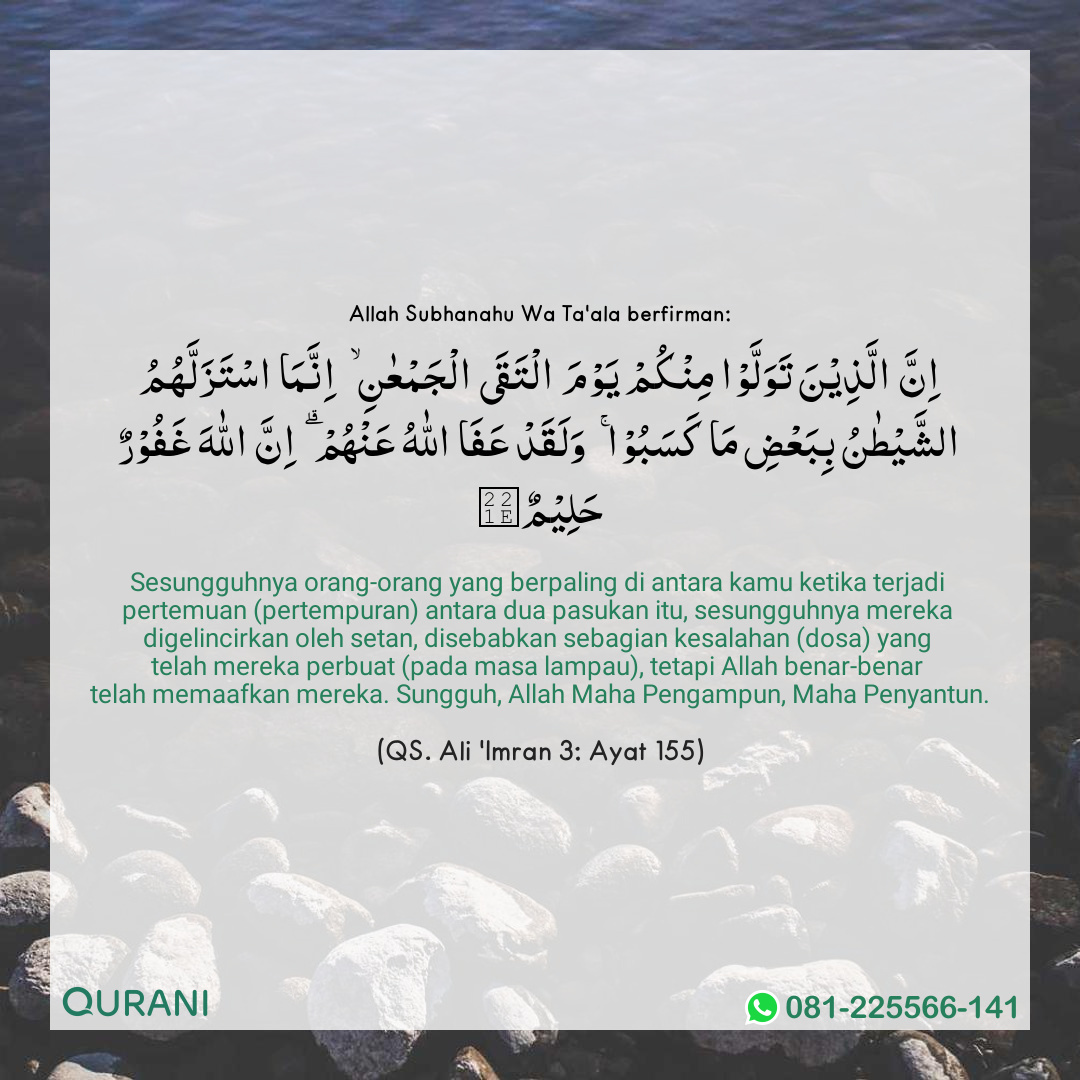 Allah Subhanahu Wa Ta'ala berfirman:
اِنَّ الَّذِيْنَ تَوَلَّوْا مِنْكُمْ يَوْمَ الْتَقَى الْجَمْعٰنِۙ اِنَّمَا اسْتَزَلَّهُمُ
الشَّيْطٰنُ بِبَعْضِ مَا كَسَبُوْاۚ وَلَقَدْ عَفَا اللّٰهُ عَنْهُمْۗ اِنَّ اللّٰهَ غَفُوْرٌ
حَلِيْمٌ∞
Sesungguhnya orang-orang yang berpaling di antara kamu ketika terjadi
pertemuan (pertempuran) antara dua pasukan itu, sesungguhnya mereka
digelincirkan oleh setan, disebabkan sebagian kesalahan (dosa) yang
telah mereka perbuat (pada masa lampau), tetapi Allah benar-benar
telah memaafkan mereka. Sungguh, Allah Maha Pengampun, Maha Penyantun.
(QS. Ali 'Imran 3: Ayat 155)
QURANI
081-225566-141